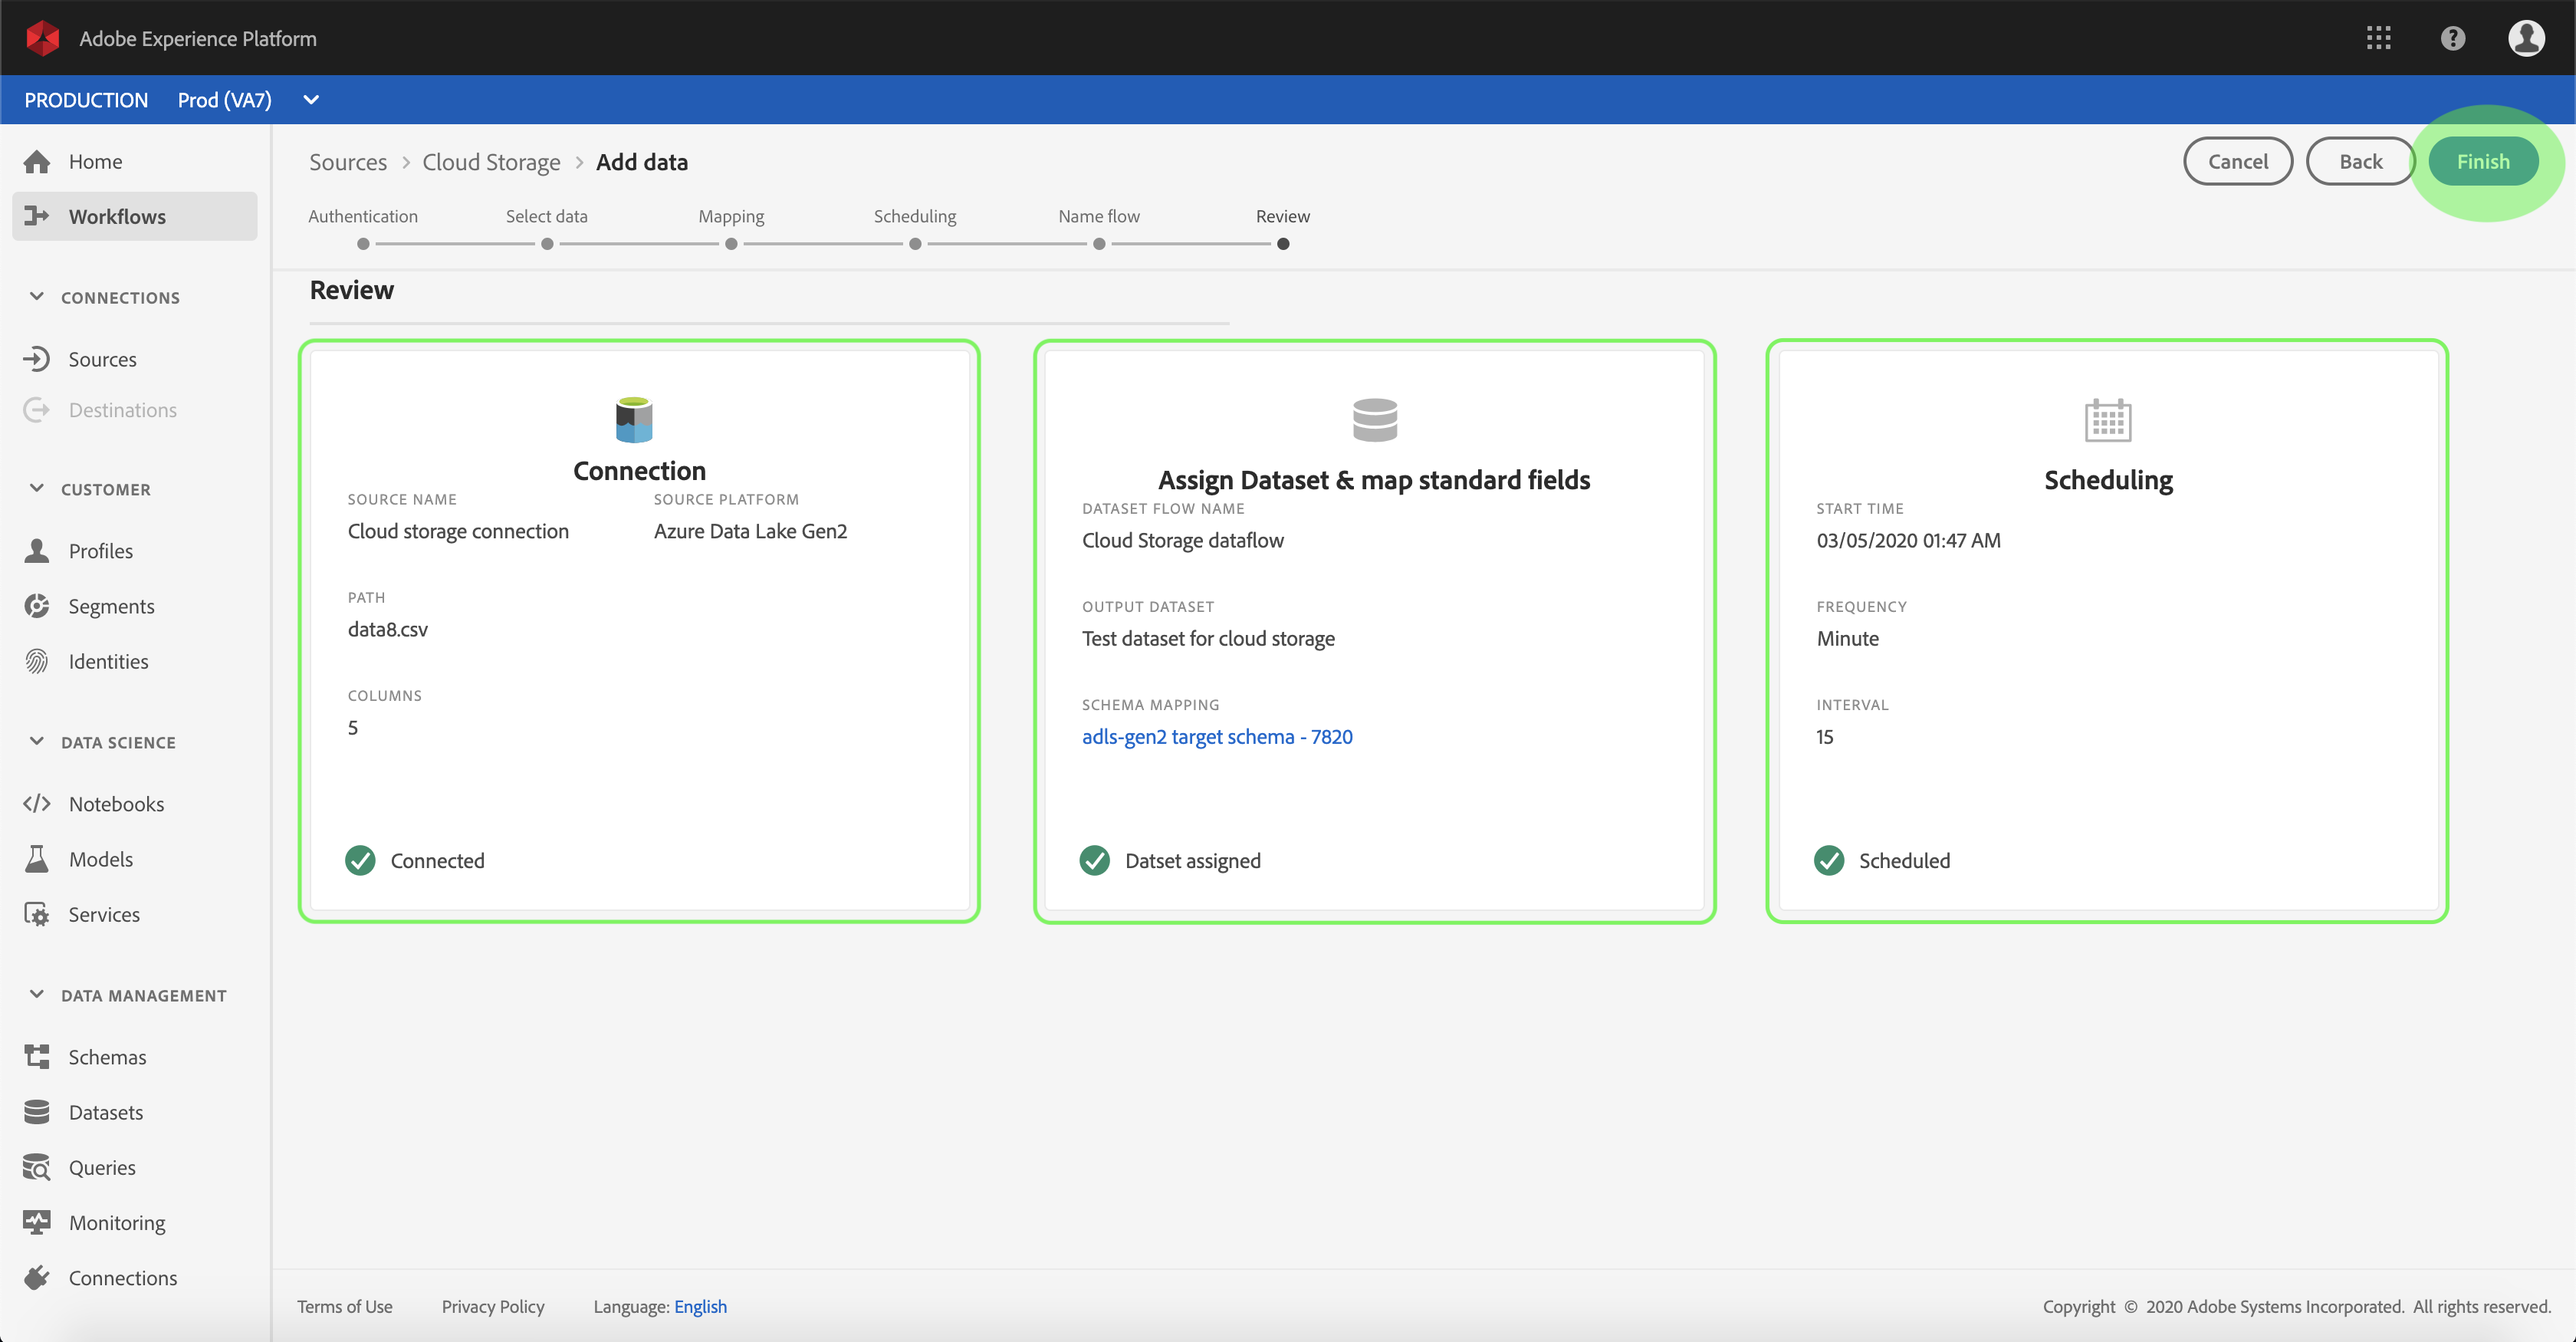 Adobe Experience Platform
PRODUCTION Prod (VA7)
Home
Workflows
CONNECTIONS
Sources
Destinations
CUSTOMER
Profiles
Segments
Identities
DATA SCIENCE
Notebooks
Models
Services
DATA MANAGEMENT
Schemas
Datasets
Queries
Monitoring
Connections
Sources > Cloud Storage > Add data
Cancel Back Finish
Authentication Select data Mapping Scheduling Name flow Review
Review
Connection
SOURCE NAME SOURCE PLATFORM
Cloud storage connection Azure Data Lake Gen2
PATH
data8.csv
COLUMNS
5
Connected
Assign Dataset & map standard fields
DATASET FLOW NAME
Cloud Storage dataflow
OUTPUT DATASET
Test dataset for cloud storage
SCHEMA MAPPING
adls-gen2 target schema - 7820
Datset assigned
Scheduling
START TIME
03/05/2020 01:47 AM
FREQUENCY
Minute
INTERVAL
15
Scheduled
Terms of Use Privacy Policy Language: English
Copyright © 2020 Adobe Systems Incorporated. All rights reserved.